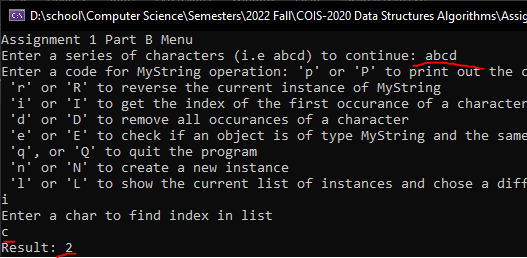 D:\school\Computer Science\Semesters\2022 Fall\COIS-2020 Data Structures Algorithms\Assig
Assignment 1 Part B Menu
Enter a series of characters (i.e abcd) to continue: abcd
Enter a code for MyString operation: 'p' or 'P' to print out the c
'r' or 'R' to reverse the current instance of MyString
'i' or 'I' to get the index of the first occurance of a character
'd' or 'D' to remove all occurances of a character
'e' or 'E' to check if an object is of type MyString and the same
'q', or 'Q' to quit the program
'n' or 'N' to create a new instance
'l' or 'L' to show the current list of instances and chose a diff
i
Enter a char to find index in list
c
Result: 2